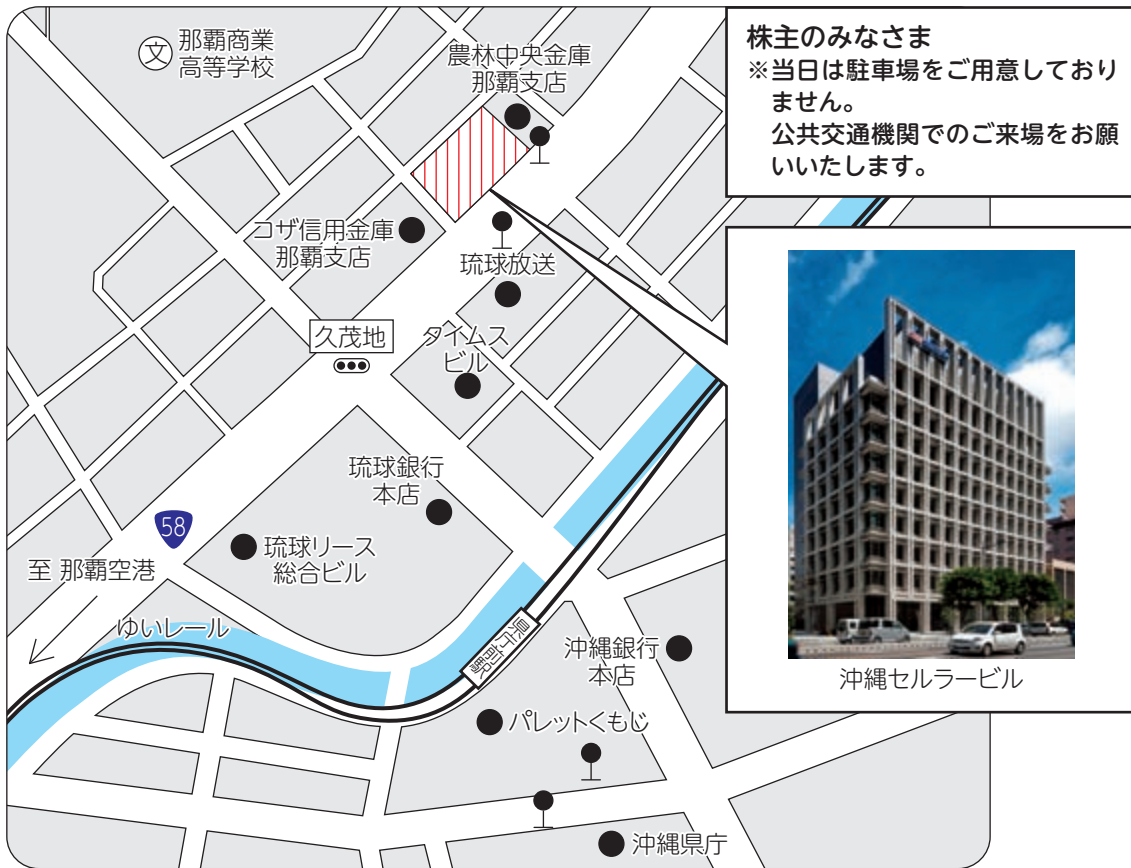 那覇商業
高等学校
文
農林中央金庫
那覇支店
株主のみなさま
※当日は駐車場をご用意しており
ません。
公共交通機関でのご来場をお願
いいたします。
コザ信用金庫
那覇支店
琉球放送
久茂地
タイムス
ビル
琉球銀行
本店
58
琉球リース
総合ビル
至 那覇空港
ゆいレール
県庁前駅
沖縄銀行
本店
沖縄セルラービル
パレットくもじ
沖縄県庁